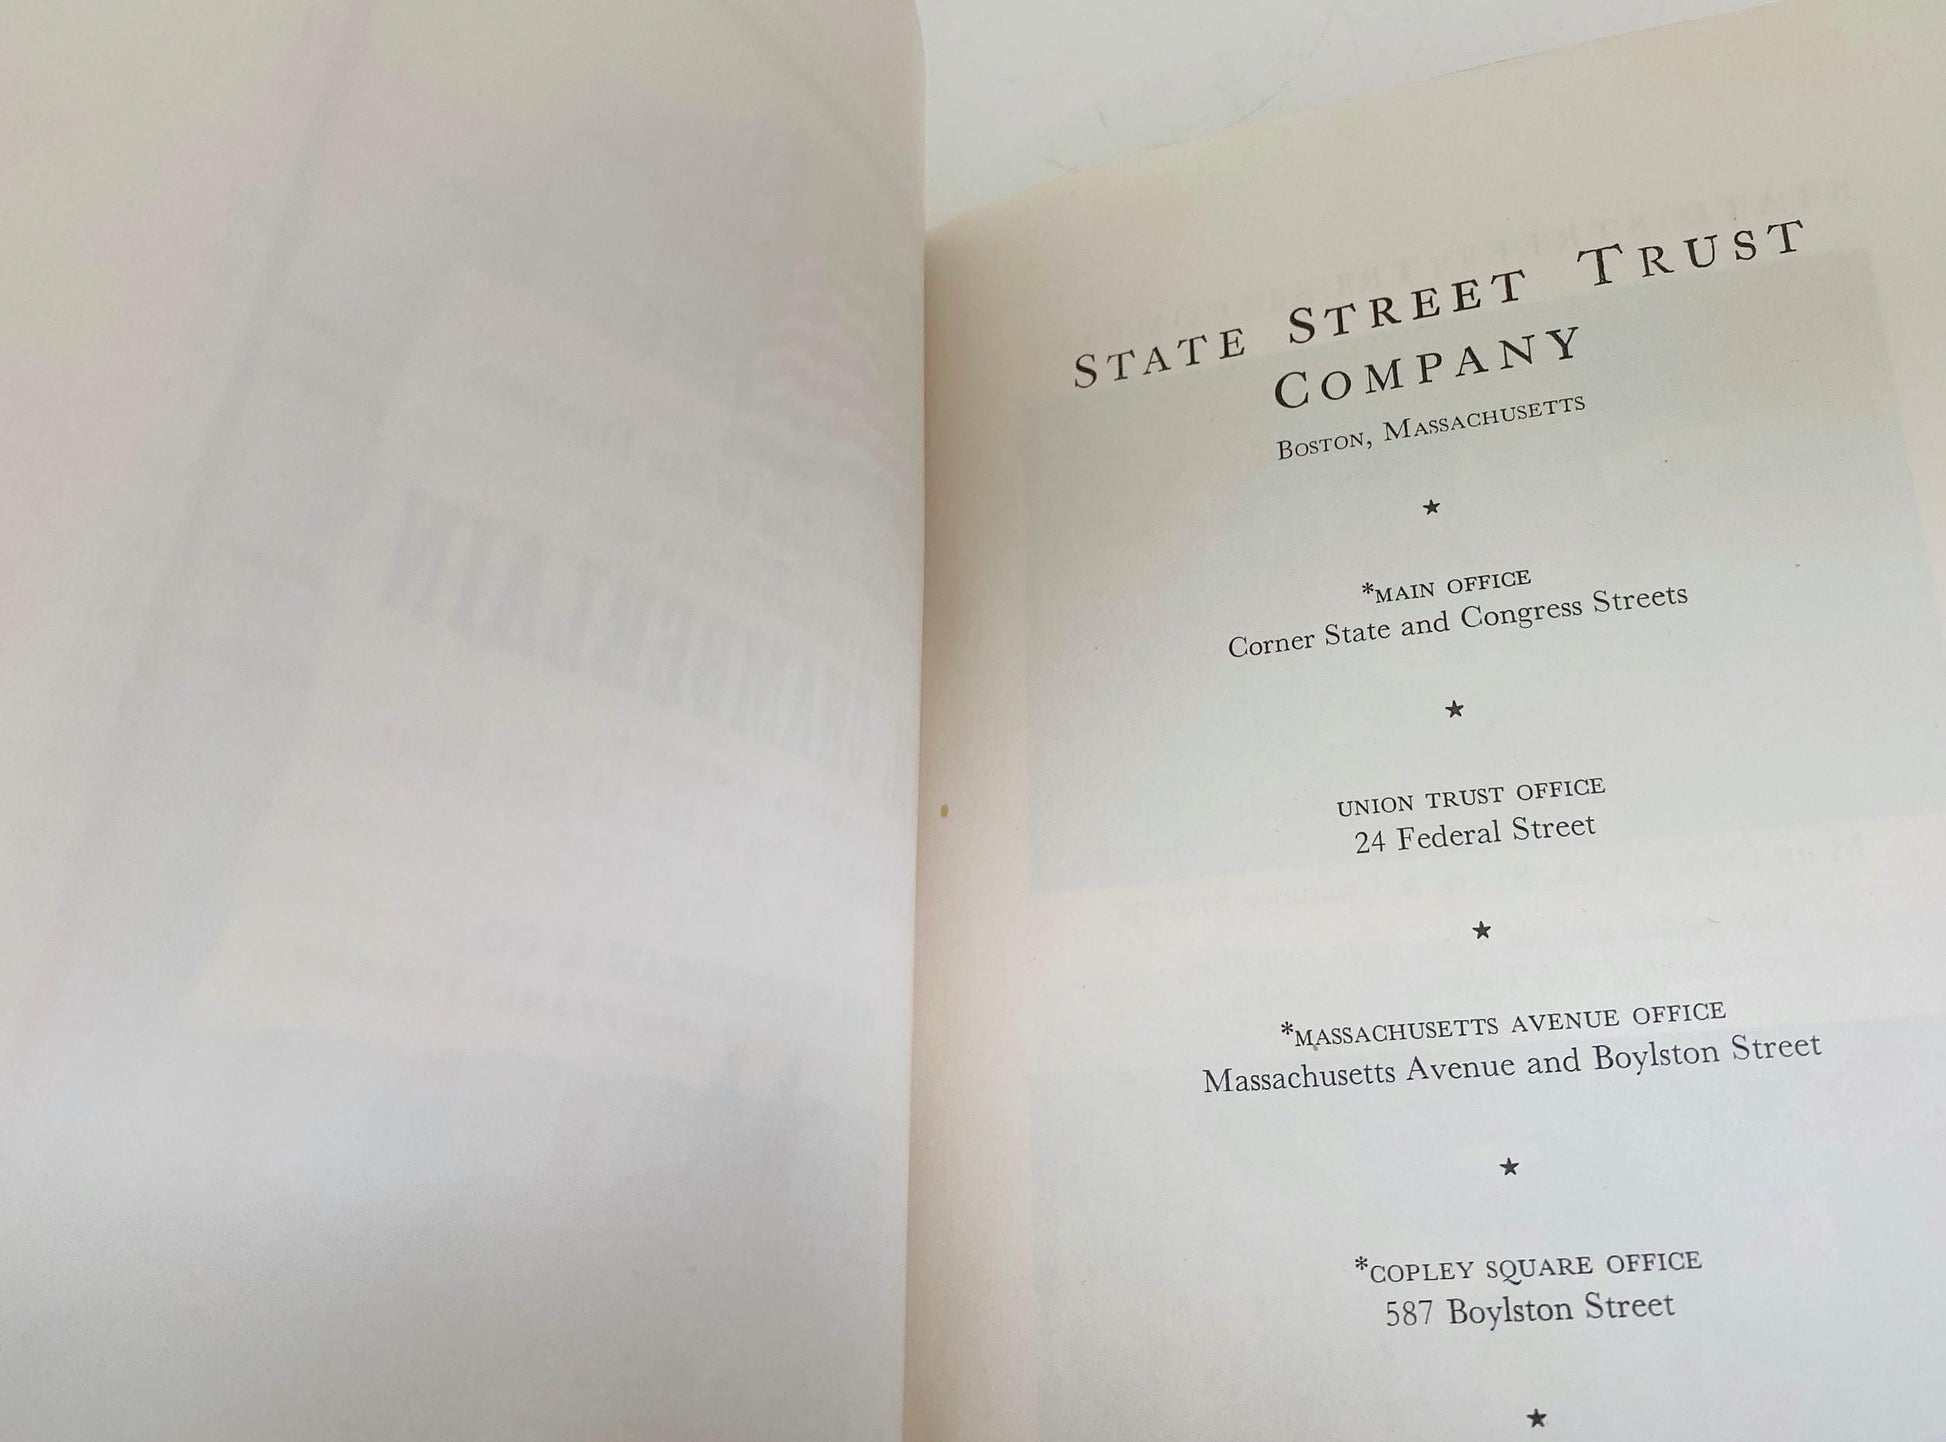 STATE STREET TRUST
COMPANY
BOSTON, MASSACHUSETTS
★
*MAIN OFFICE
Corner State and Congress Streets
★
UNION TRUST OFFICE
24 Federal Street
★
*MASSACHUSETTS AVENUE OFFICE
Massachusetts Avenue and Boylston Street
★
*COPLEY SQUARE OFFICE
587 Boylston Street
★